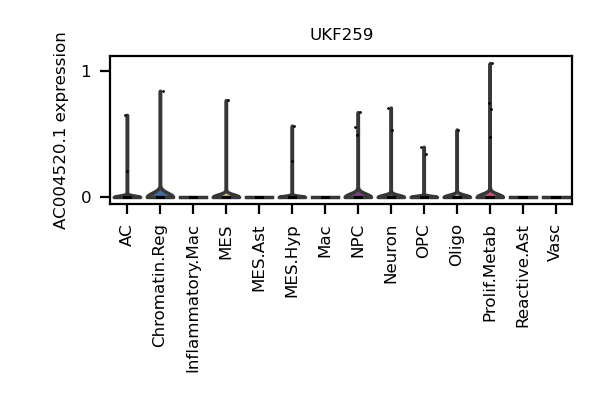 UKF259
AC004520.1 expression
1
0
AC
Chromatin.Reg
Inflammatory.Mac
MES
MES.Ast
MES.Hyp
Mac
NPC
Neuron
OPC
Oligo
Prolif.Metab
Reactive.Ast
Vasc